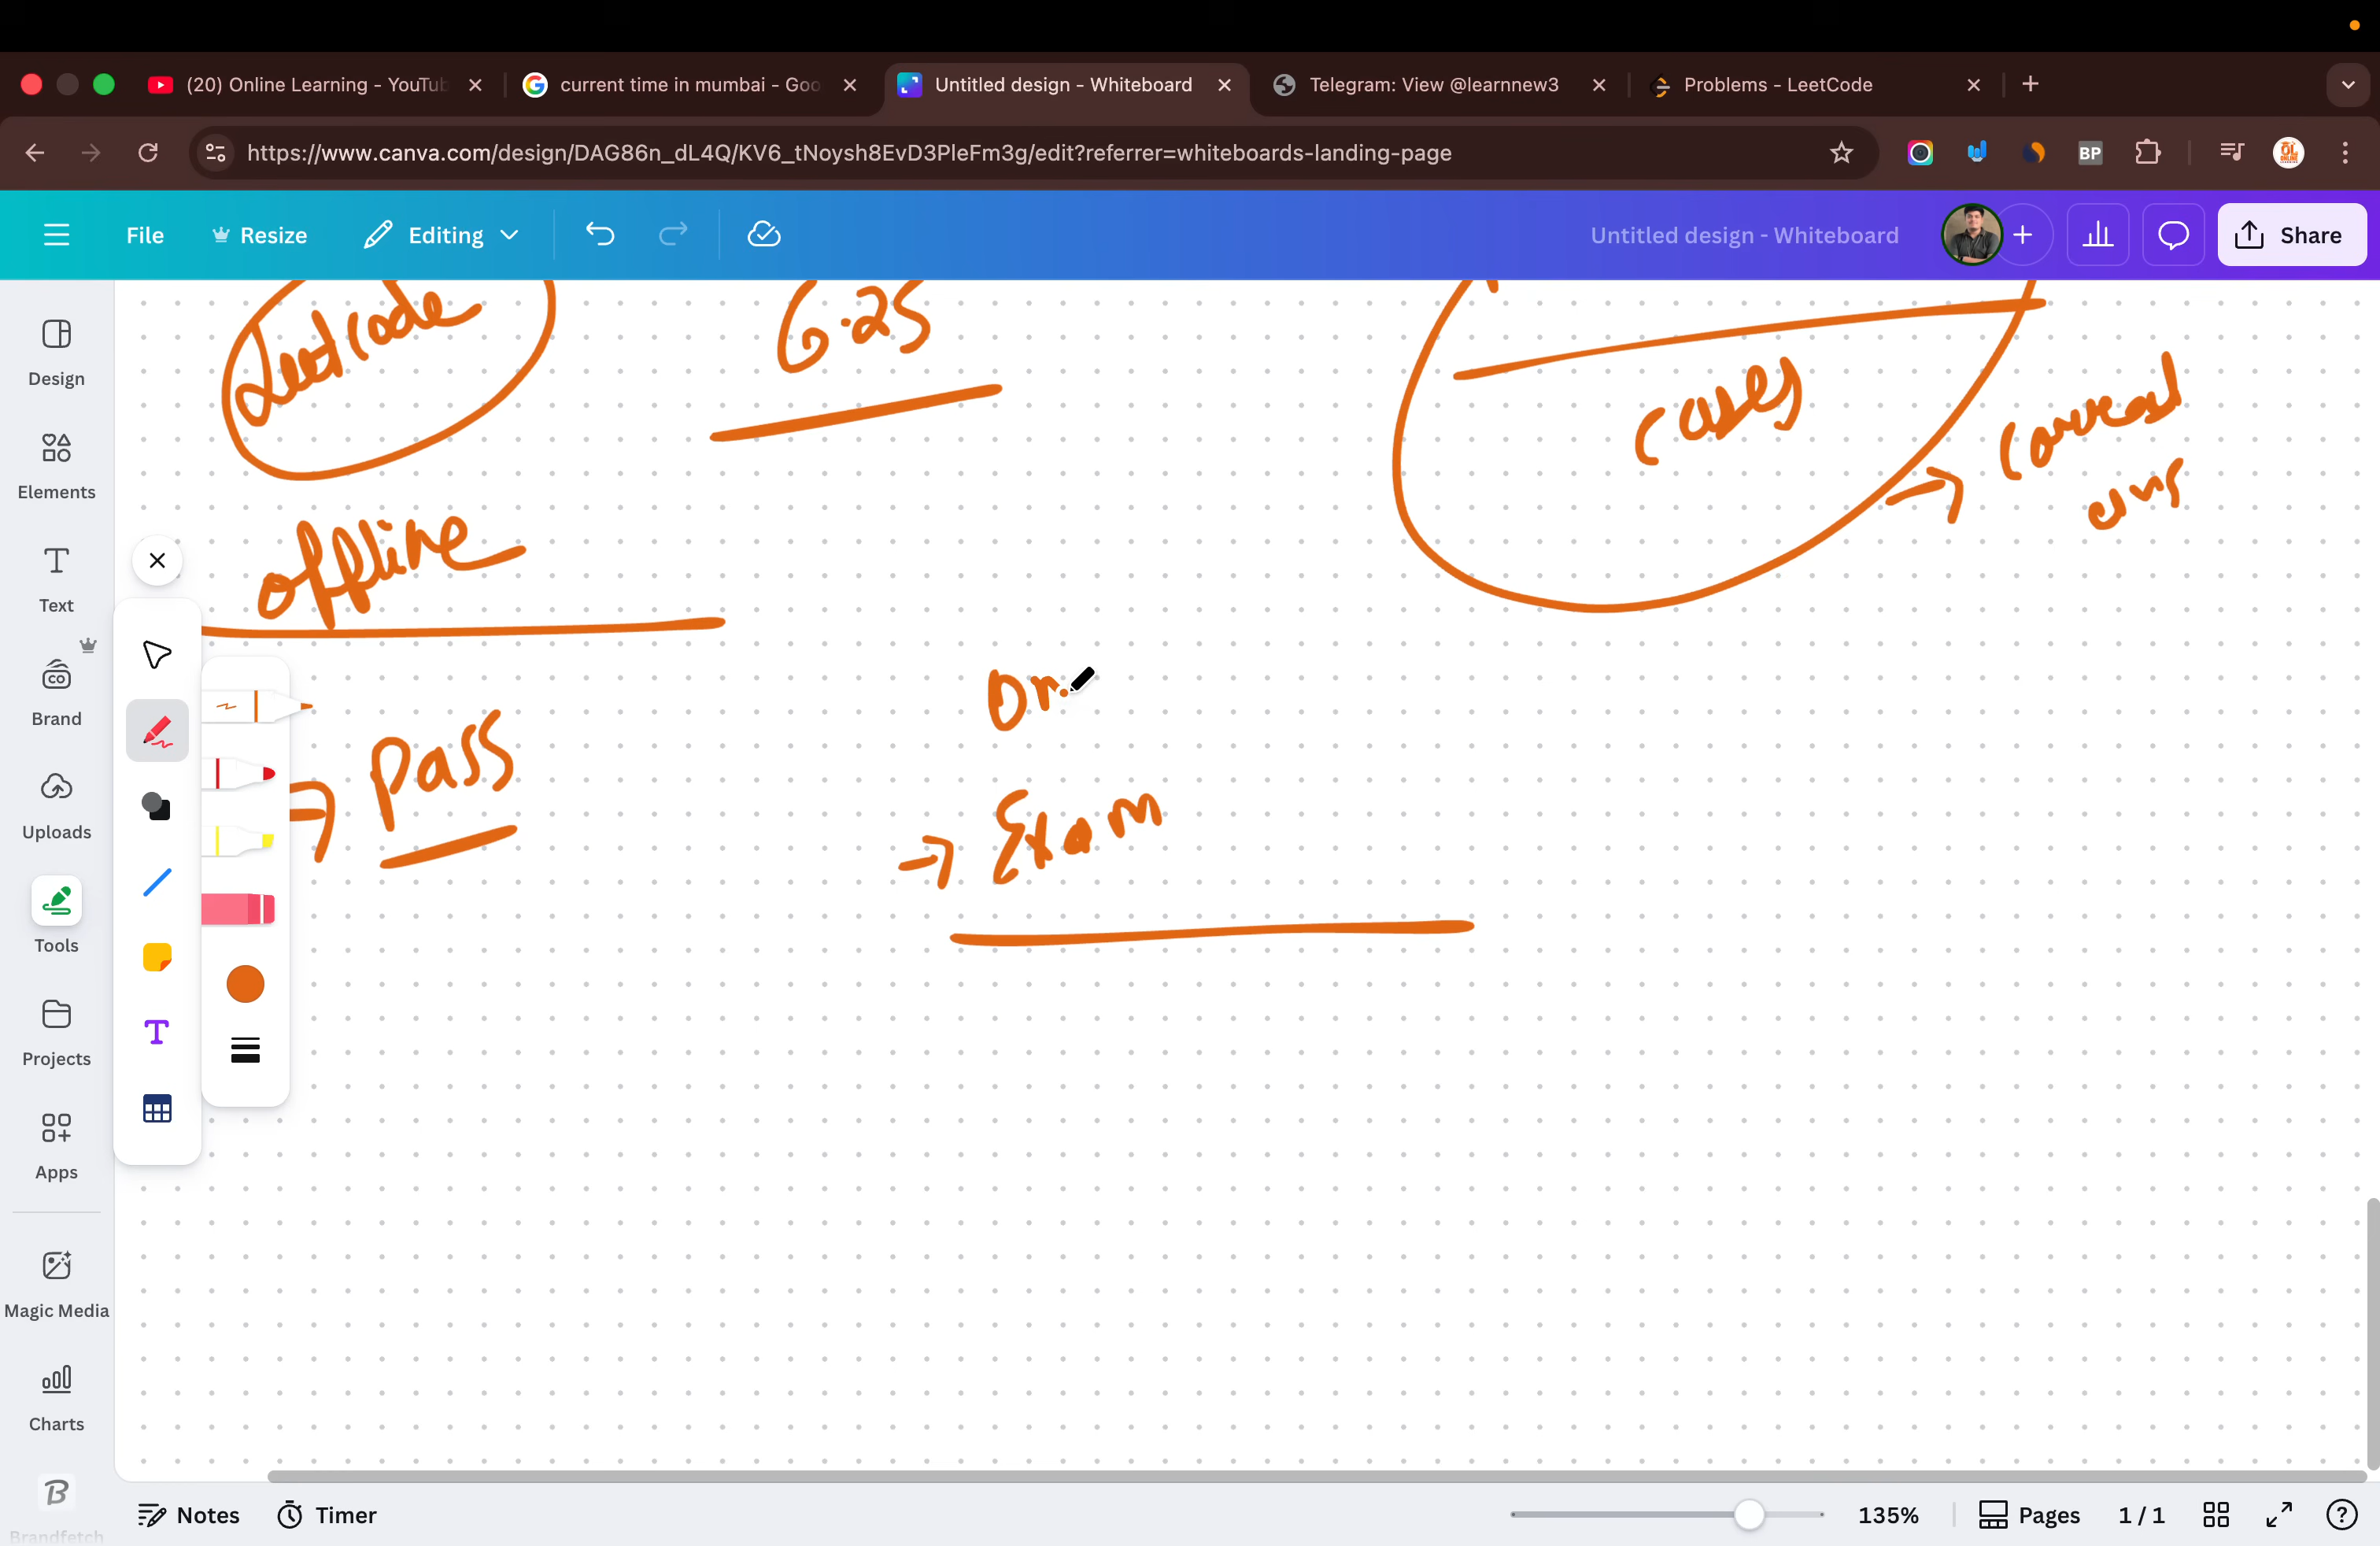 (20) Online Learning - YouTub
current time in mumbai - Goo
Untitled design - Whiteboard
Telegram: View @learnnew3
Problems - LeetCode
https://www.canva.com/design/DAG86n_dL4Q/KV6_tNoysh8EvD3PleFm3g/edit?referrer=whiteboards-landing-page
BP
File
Resize
Editing
Untitled design - Whiteboard
Share
Design
Elements
Text
Brand
Uploads
Tools
Projects
Apps
Magic Media
Charts
Brandfetch
Leetcode
6.25
cases
offline
Pass
Exam
Notes
Timer
135%
Pages
1 / 1